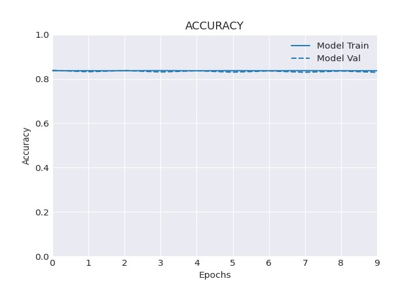 ACCURACY
1.0
Model Train
Model Val
0.8
0.6
Accuracy
0.4
0.2
0.0
0 1 2 3 4 5 6 7 8 9
Epochs